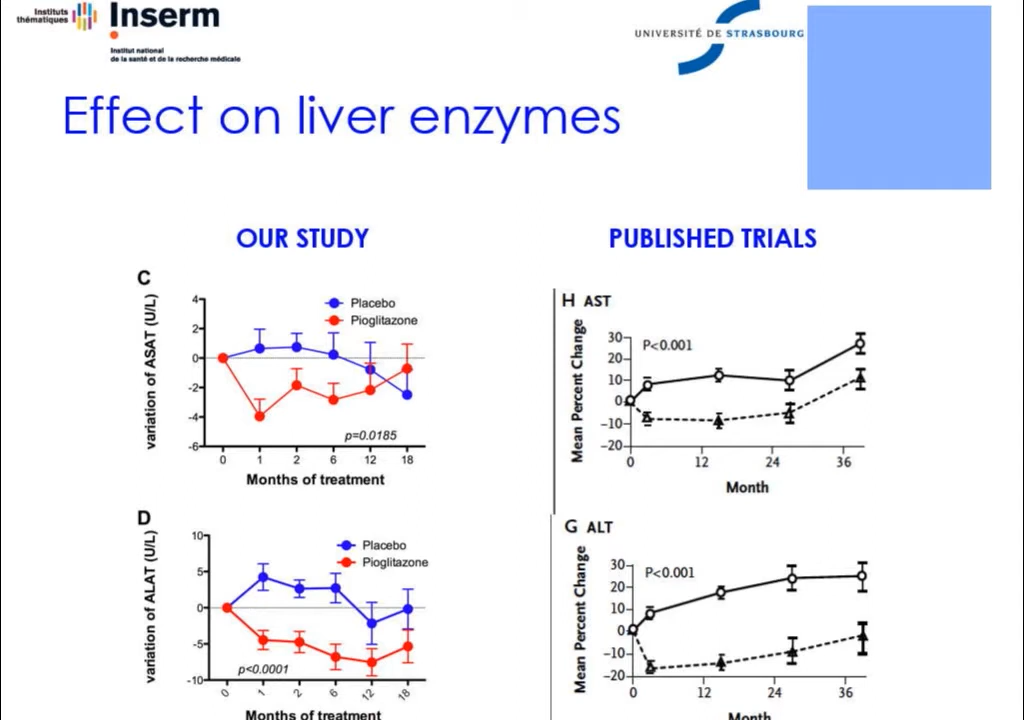 Instituts
thématiques
Inserm
Institut national
de la santé et de la recherche médicale
UNIVERSITÉ DE STRASBOURG
Effect on liver enzymes
OUR STUDY
PUBLISHED TRIALS
C
variation of ASAT (U/L)
4
2
0
-2
-4
-6
Placebo
Pioglitazone
p=0.0185
0 1 2 6 12 18
Months of treatment
H AST
Mean Percent Change
30
20
10
0
-10
-20
P<0.001
0 12 24 36
Month
D
variation of ALAT (U/L)
10
5
0
-5
-10
Placebo
Pioglitazone
p<0.0001
0 1 2 6 12 18
Months of treatment
G ALT
Mean Percent Change
30
20
10
0
-10
-20
P<0.001
0 12 24 36
Month